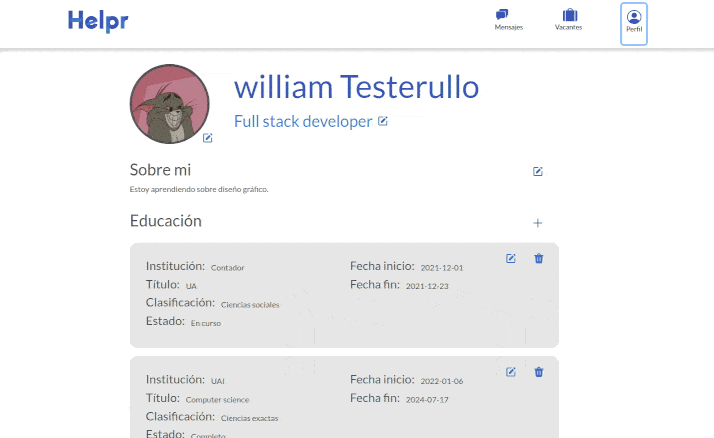 Helpr
Mensajes
Vacantes
Perfil
william Testerullo
Full stack developer
Sobre mi
Estoy aprendiendo sobre diseño gráfico.
Educación
Institución: Contador
Fecha inicio: 2021-12-01
Título: UA
Fecha fin: 2021-12-23
Clasificación: Ciencias sociales
Estado: En curso
Institución: UAI
Fecha inicio: 2022-01-06
Título: Computer science
Fecha fin: 2024-07-17
Clasificación: Ciencias exactas
Estado: Completo